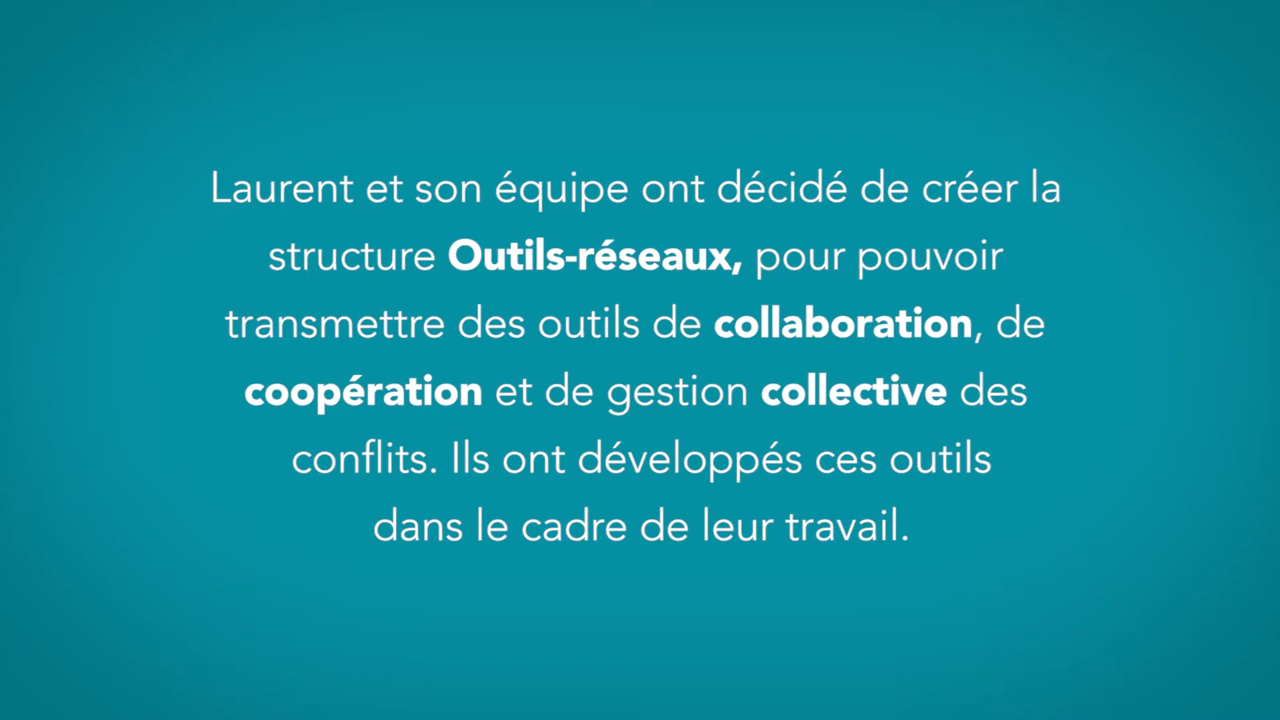 Laurent et son équipe ont décidé de créer la
structure Outils-réseaux, pour pouvoir
transmettre des outils de collaboration, de
coopération et de gestion collective des
conflits. Ils ont développés ces outils
dans le cadre de leur travail.